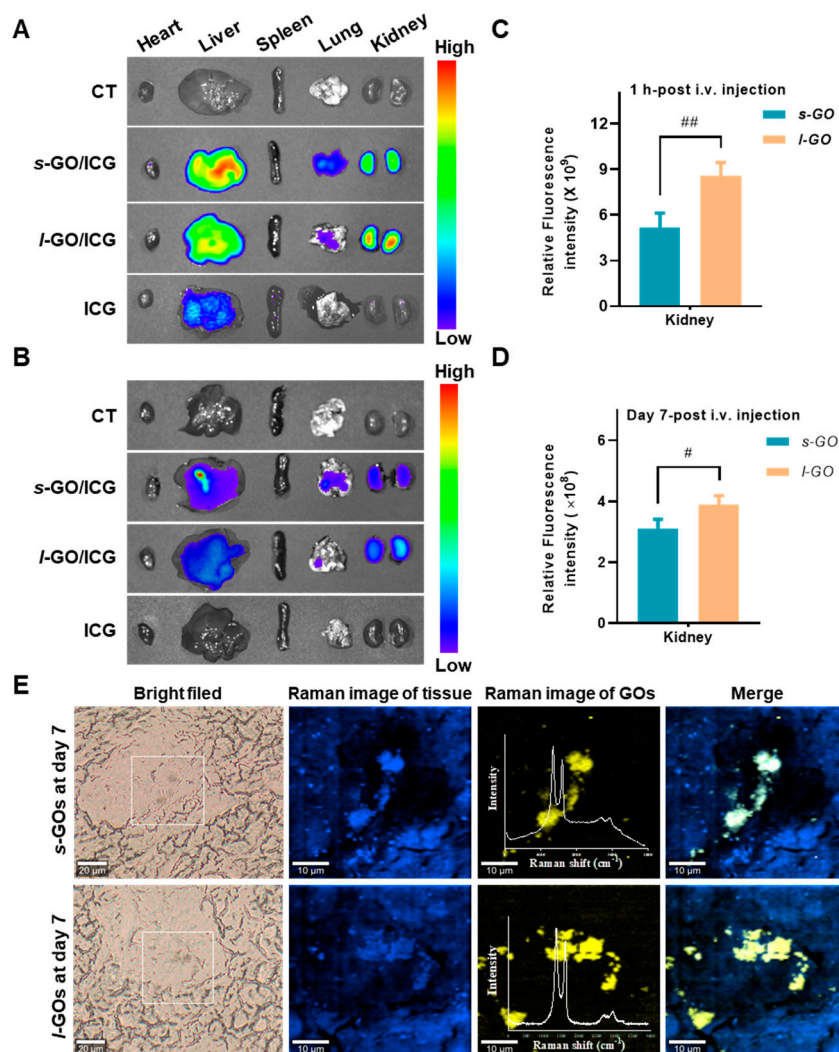 A
Heart Liver Spleen Lung Kidney
CT
s-GO/ICG
l-GO/ICG
ICG
High
Low
B
CT
s-GO/ICG
l-GO/ICG
ICG
High
Low
C
1 h-post i.v. injection
s-GO
l-GO
##
Relative Fluorescence
intensity (X 10⁹)
12
9
6
3
0
Kidney
D
Day 7-post i.v. injection
s-GO
l-GO
#
Relative Fluorescence
intensity ( ×10⁸)
6
4
2
0
Kidney
E
Bright filed Raman image of tissue Raman image of GOs Merge
s-GOs at day 7
20 μm
10 μm
Intensity
Raman shift (cm⁻¹)
10 μm
10 μm
l-GOs at day 7
20 μm
10 μm
Intensity
Raman shift (cm⁻¹)
10 μm
10 μm